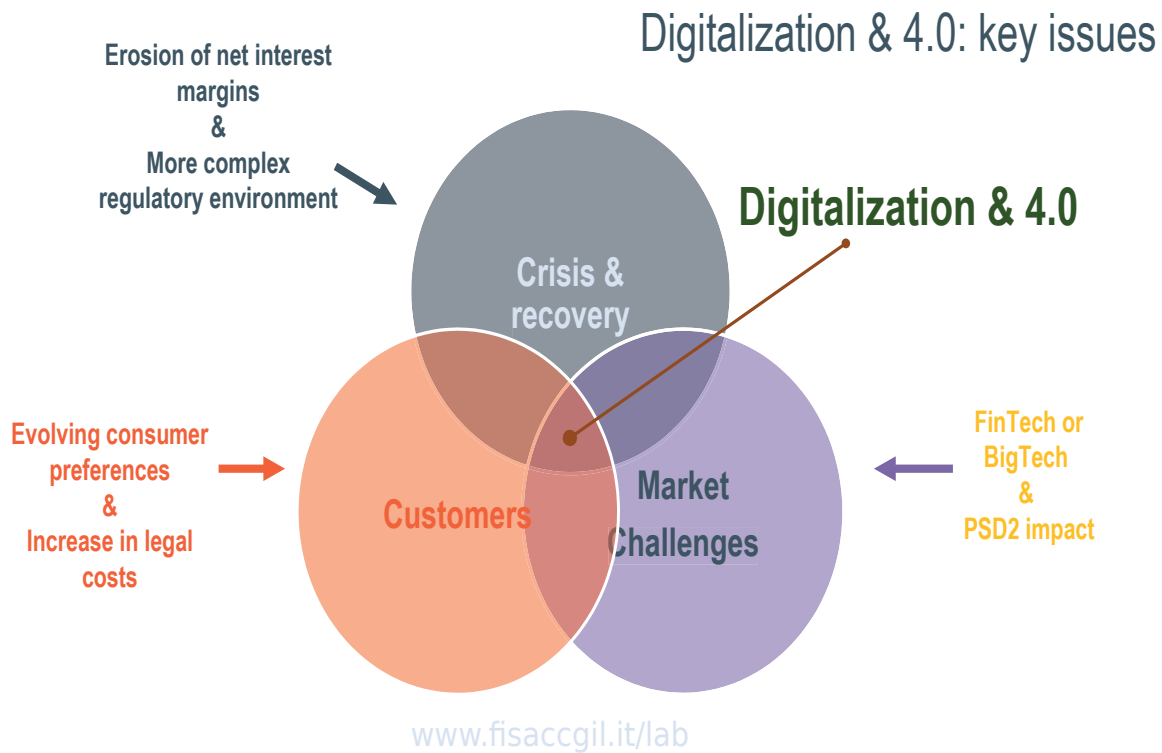 Digitalization & 4.0: key issues
Erosion of net interest
margins
&
More complex
regulatory environment
Digitalization & 4.0
Crisis &
recovery
Evolving consumer
preferences
&
Increase in legal
costs
Customers
Market
Challenges
FinTech or
BigTech
&
PSD2 impact
www.fisaccgil.it/lab